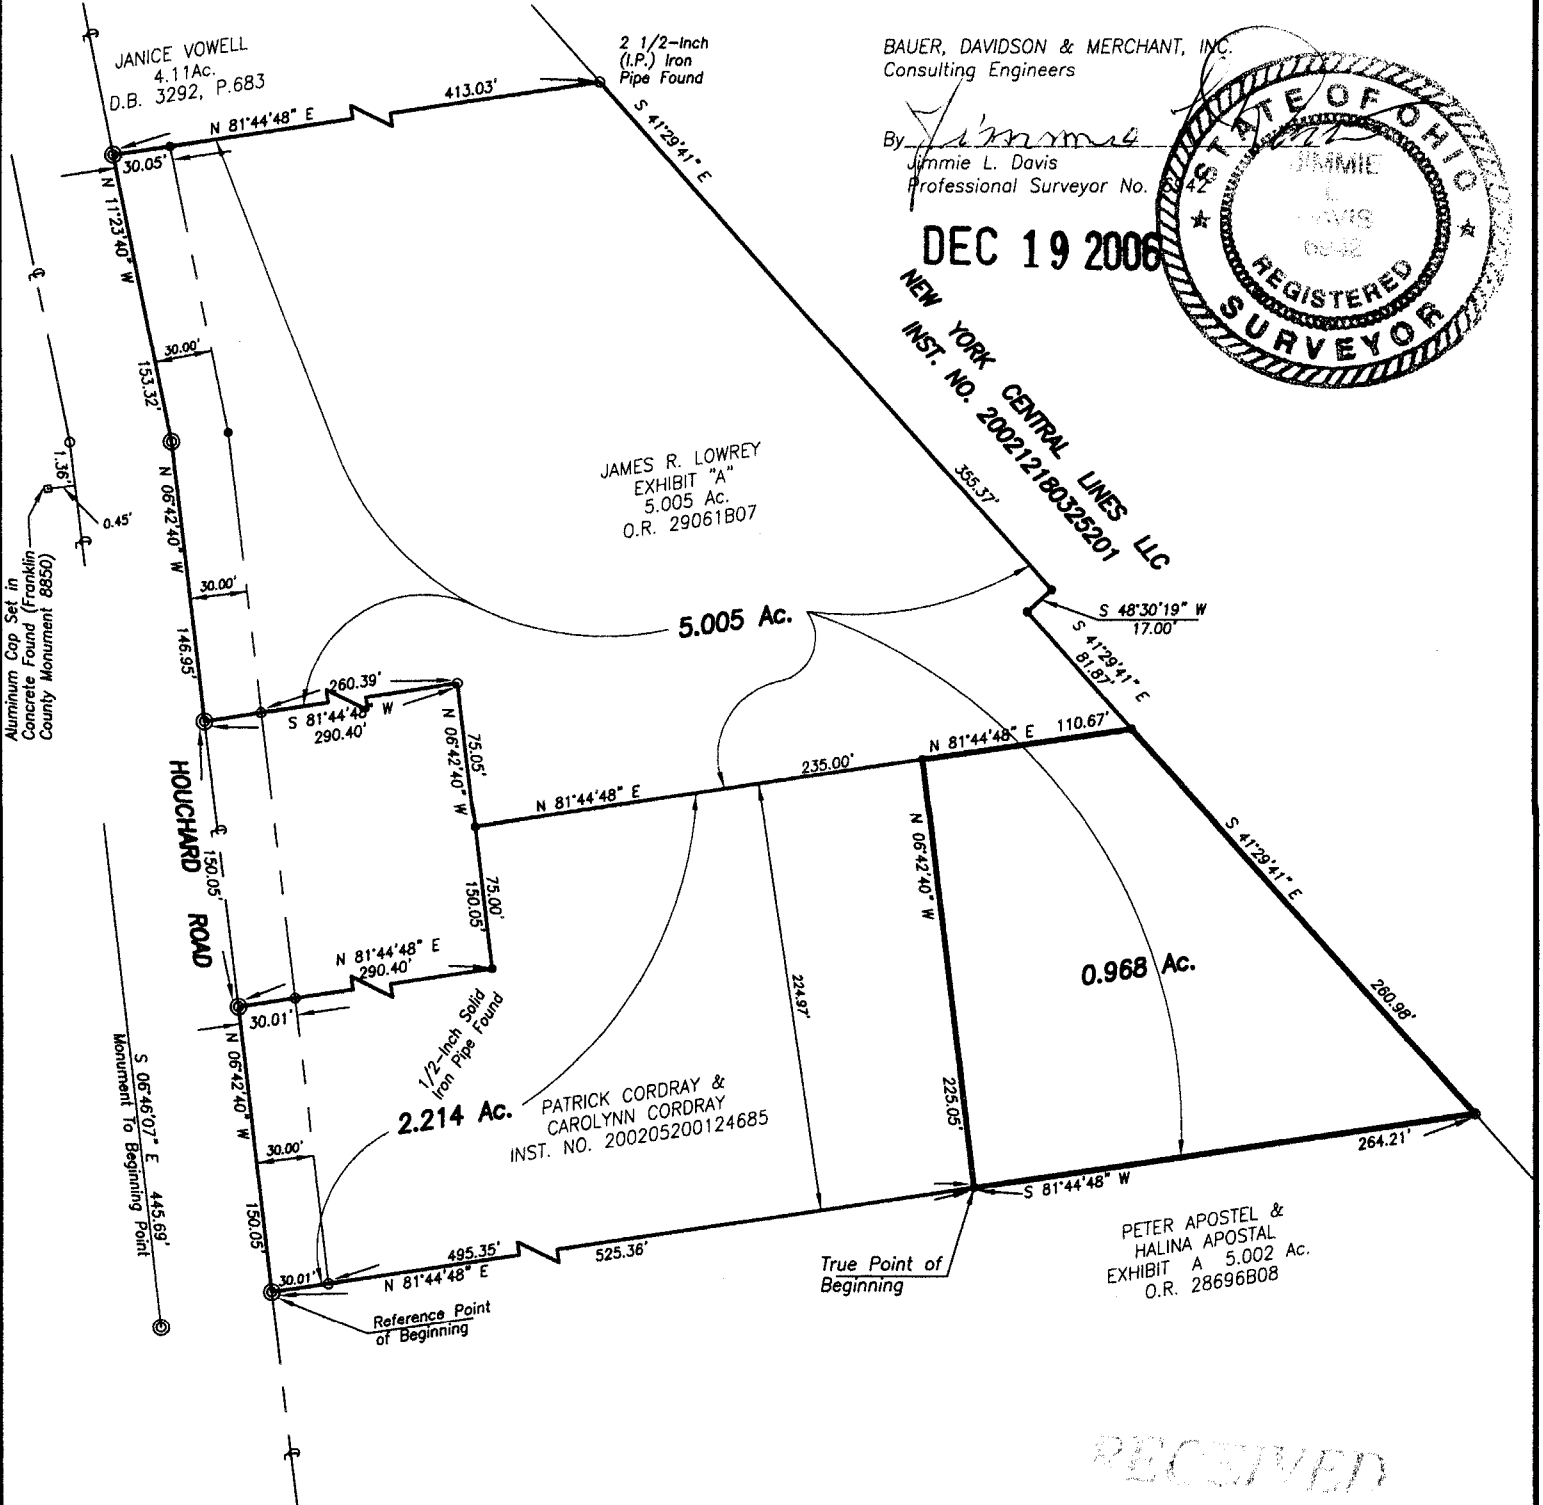 JANICE VOWELL
4.11Ac.
D.B. 3292, P.683
2 1/2-Inch
(I.P.) Iron
Pipe Found
BAUER, DAVIDSON & MERCHANT, INC.
Consulting Engineers
By
Jimmie L. Davis
Professional Surveyor No.
DEC 19 2006
STATE OF OHIO
JIMMIE
L
REGISTERED
SURVEYOR
413.03'
N 81°44'48" E
30.05'
N 11°23'40" W
153.32'
30.00'
S 41°29'41" E
355.37'
NEW YORK CENTRAL LINES LLC
INST. NO. 200212180325201
1.36'
0.45'
Aluminum Cap Set in
Concrete Found (Franklin
County Monument 8850)
N 06°42'40" W
146.95'
30.00'
JAMES R. LOWREY
EXHIBIT "A"
5.005 Ac.
O.R. 29061B07
5.005 Ac.
S 48°30'19" W
17.00'
S 41°29'41" E
81.87'
260.39'
S 81°44'48" W
290.40'
75.05'
N 06°42'40" W
N 81°44'48" E
235.00'
N 81°44'48" E
110.67'
HOUCHARD ROAD
150.05'
75.00'
150.05'
N 81°44'48" E
290.40'
30.01'
1/2-Inch Solid
Iron Pipe Found
N 06°42'40" W
225.05'
224.97'
0.968 Ac.
S 41°29'41" E
260.98'
S 06°46'07" E 445.69'
Monument To Beginning Point
N 06°42'40" W
150.05'
30.00'
2.214 Ac.
PATRICK CORDRAY &
CAROLYNN CORDRAY
INST. NO. 200205200124685
264.21'
S 81°44'48" W
30.01'
495.35'
N 81°44'48" E
525.36'
Reference Point
of Beginning
True Point of
Beginning
PETER APOSTEL &
HALINA APOSTAL
EXHIBIT A 5.002 Ac.
O.R. 28696B08
RECEIVED